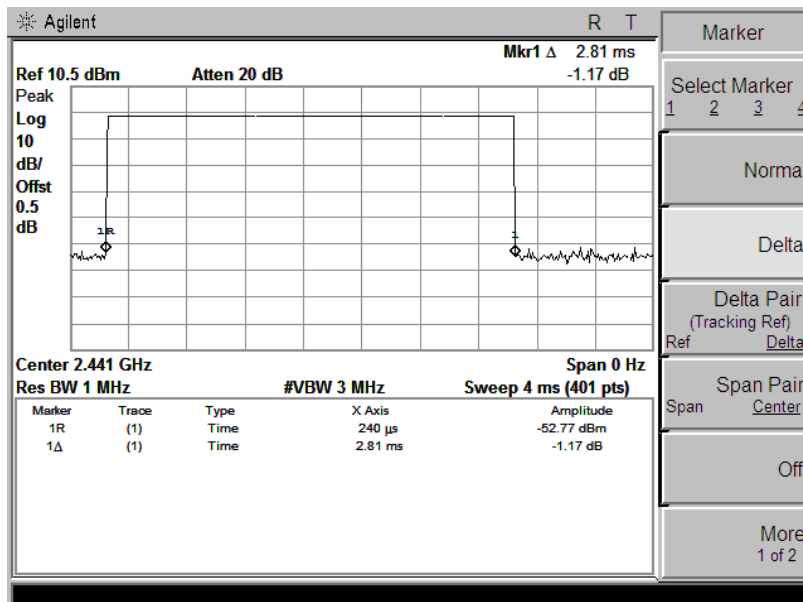 Agilent R T
Mkr1 Δ 2.81 ms
Ref 10.5 dBm Atten 20 dB -1.17 dB
Peak
Log
10
dB/
Offst
0.5
dB
1R
1
Center 2.441 GHz Span 0 Hz
Res BW 1 MHz #VBW 3 MHz Sweep 4 ms (401 pts)
Marker Trace Type X Axis Amplitude
1R (1) Time 240 µs -52.77 dBm
1Δ (1) Time 2.81 ms -1.17 dB
Marker
Select Marker
1 2 3 4
Norma
Delta
Delta Pair
(Tracking Ref)
Ref Delta
Span Pair
Span Center
Off
More
1 of 2